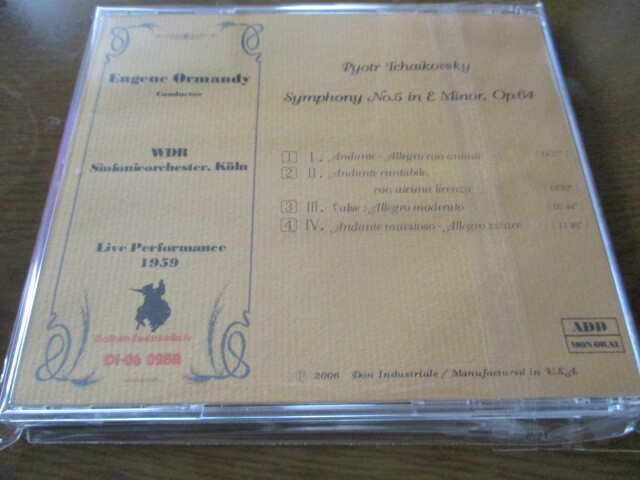 Eugene Ormandy
Conductor
WDR
Sinfonieorchester, Köln
Live Performance
1959
DI-06 028A
Pyotr Tchaikovsky
Symphony No.5 in E Minor, Op.64
1 I. Andante - Allegro con anima
2 II. Andante cantabile,
con alcuna licenza
3 III. Valse : Allegro moderato
4 IV. Andante maestoso - Allegro vivace
ADD
MONORAL
℗ 2006 Don Industriale / Manufactured in U.S.A.